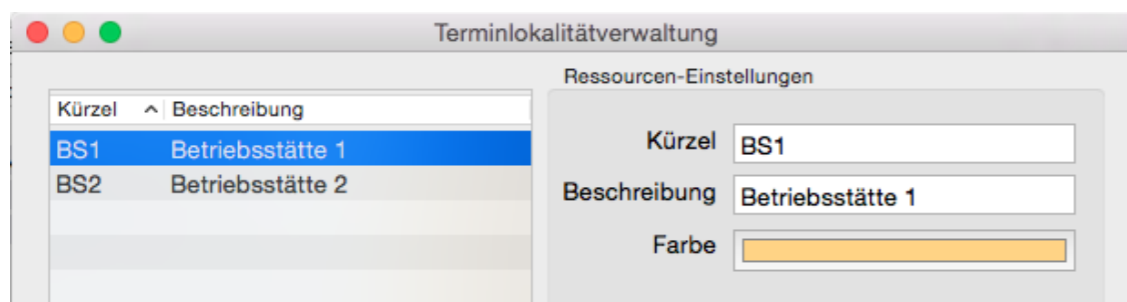 Terminlokalitätverwaltung
Ressourcen-Einstellungen
Kürzel Beschreibung
BS1 Betriebsstätte 1
BS2 Betriebsstätte 2
Kürzel BS1
Beschreibung Betriebsstätte 1
Farbe